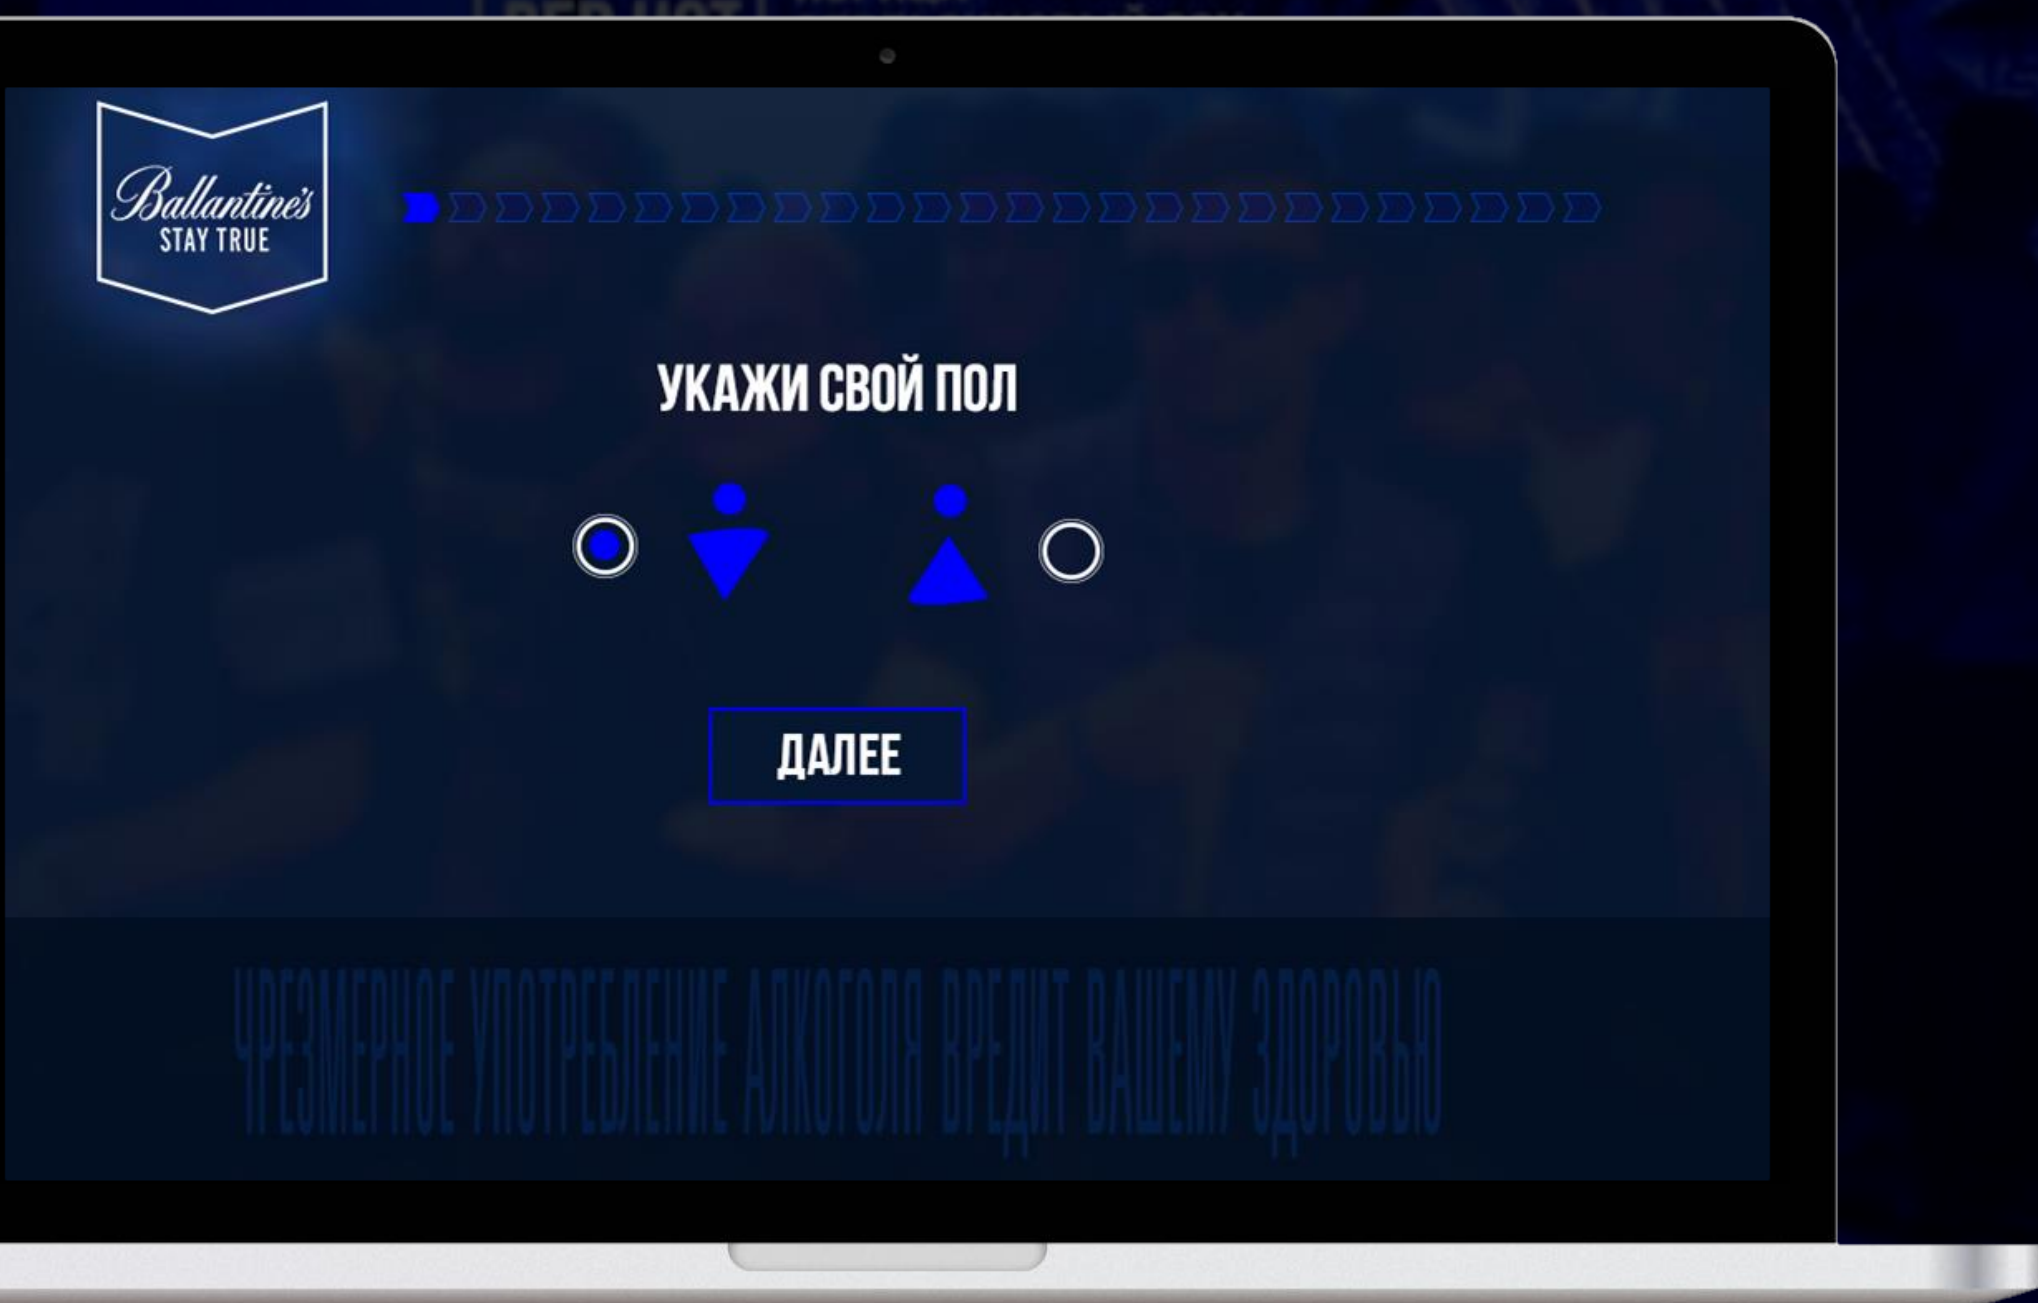 Ballantine's
STAY TRUE
УКАЖИ СВОЙ ПОЛ
ДАЛЕЕ
ЧРЕЗМЕРНОЕ УПОТРЕБЛЕНИЕ АЛКОГОЛЯ ВРЕДИТ ВАШЕМУ ЗДОРОВЬЮ